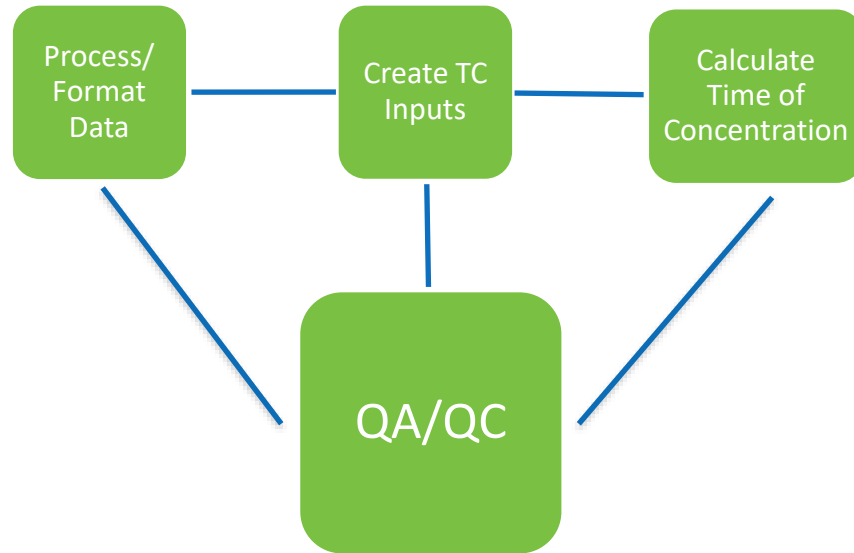 Process/
Format
Data
Create TC
Inputs
Calculate
Time of
Concentration
QA/QC